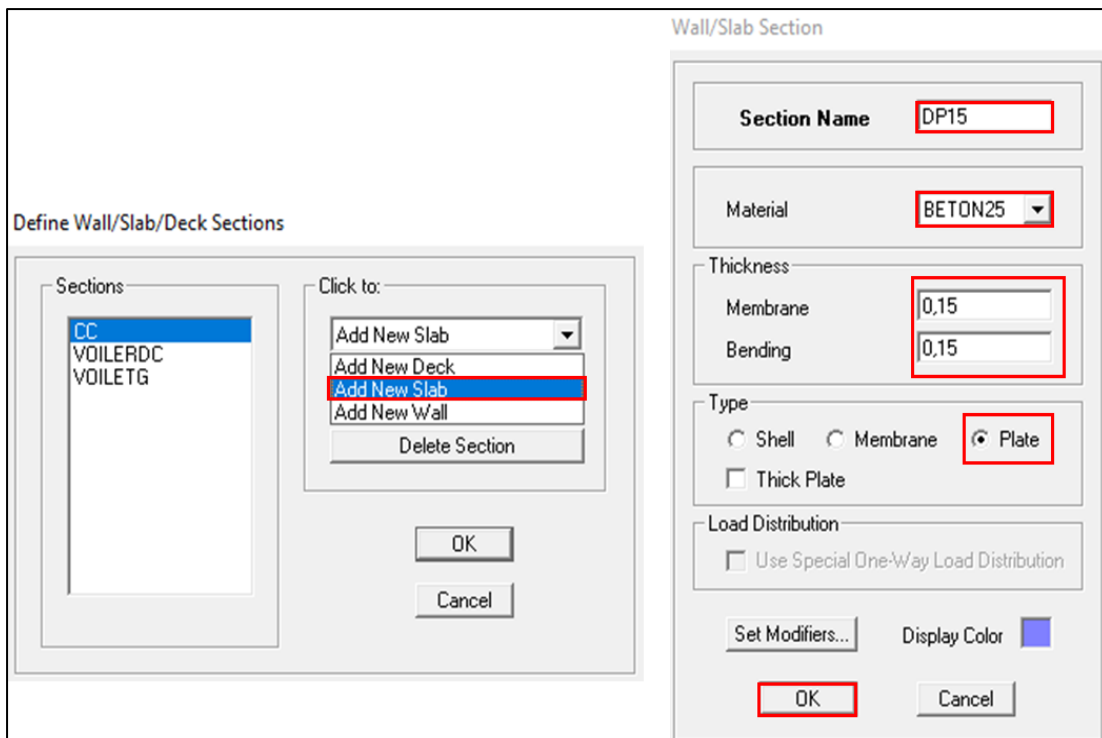 Define Wall/Slab/Deck Sections
Sections
CC
VOILERDC
VOILETG
Click to:
Add New Slab
Add New Deck
Add New Slab
Add New Wall
Delete Section
OK
Cancel
Wall/Slab Section
Section Name DP15
Material BETON25
Thickness
Membrane 0,15
Bending 0,15
Type
Shell Membrane Plate
Thick Plate
Load Distribution
Use Special One-Way Load Distribution
Set Modifiers... Display Color
OK Cancel